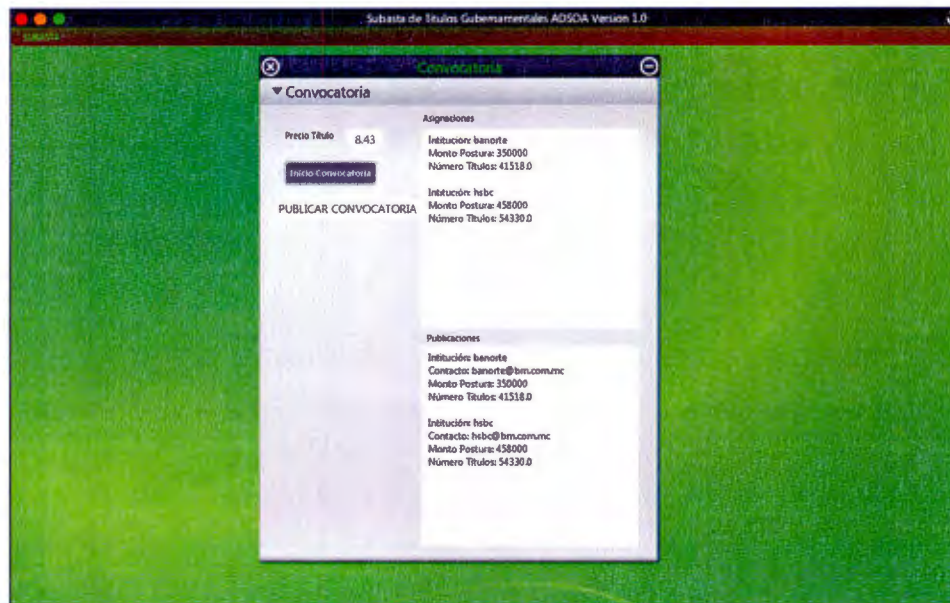 Subasta de Titulos Gubernamentales ADSOA Version 1.0
Convocatoria
Convocatoria
Precio Título 8.43
Inicio Convocatoria
PUBLICAR CONVOCATORIA
Asignaciones
Intitución: banorte
Monto Postura: 350000
Número Títulos: 41518.0
Intitución: hsbc
Monto Postura: 458000
Número Títulos: 54330.0
Publicaciones
Intitución: banorte
Contacto: banorte@bm.com.mc
Monto Postura: 350000
Número Títulos: 41518.0
Intitución: hsbc
Contacto: hsbc@bm.com.mc
Monto Postura: 458000
Número Títulos: 54330.0